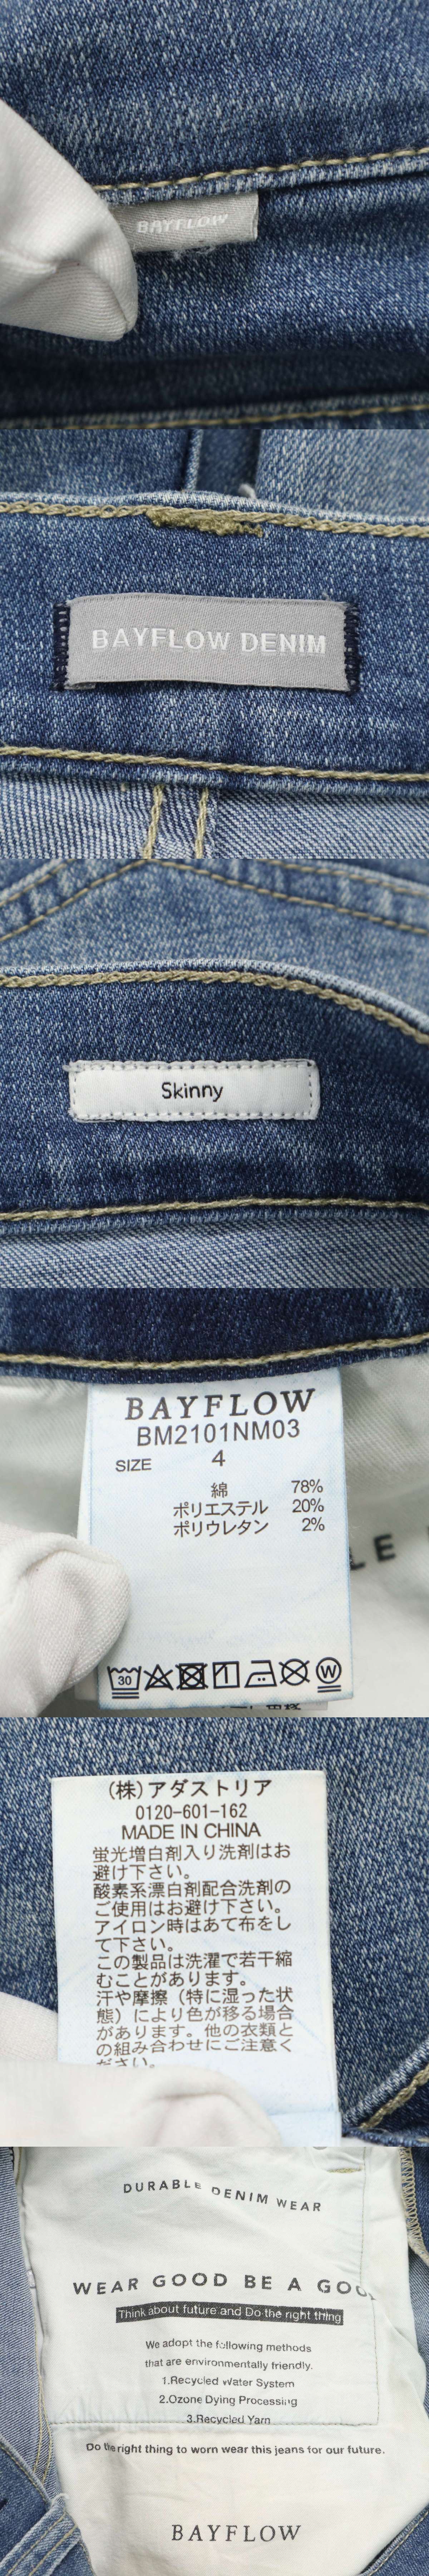 BAYFLOW
BAYFLOW DENIM
Skinny
BAYFLOW
BM2101NM03
SIZE 4
綿 78%
ポリエステル 20%
ポリウレタン 2%
LE
30
W
(株)アダストリア
0120-601-162
MADE IN CHINA
蛍光増白剤入り洗剤はお
避け下さい。
酸素系漂白剤配合洗剤の
ご使用はお避け下さい。
アイロン時はあて布をし
て下さい。
この製品は洗濯で若干縮
むことがあります。
汗や摩擦(特に湿った状
態)により色が移る場合
があります。他の衣類と
の組み合わせにご注意く
ださい。
DURABLE DENIM WEAR
WEAR GOOD BE A GOO
Think about future and Do the right thing
We adopt the following methods
that are environmentally friendly.
1.Recycled Water System
2.Ozone Dying Processing
3.Recycled Yarn
Do the right thing to worn wear this jeans for our future.
BAYFLOW